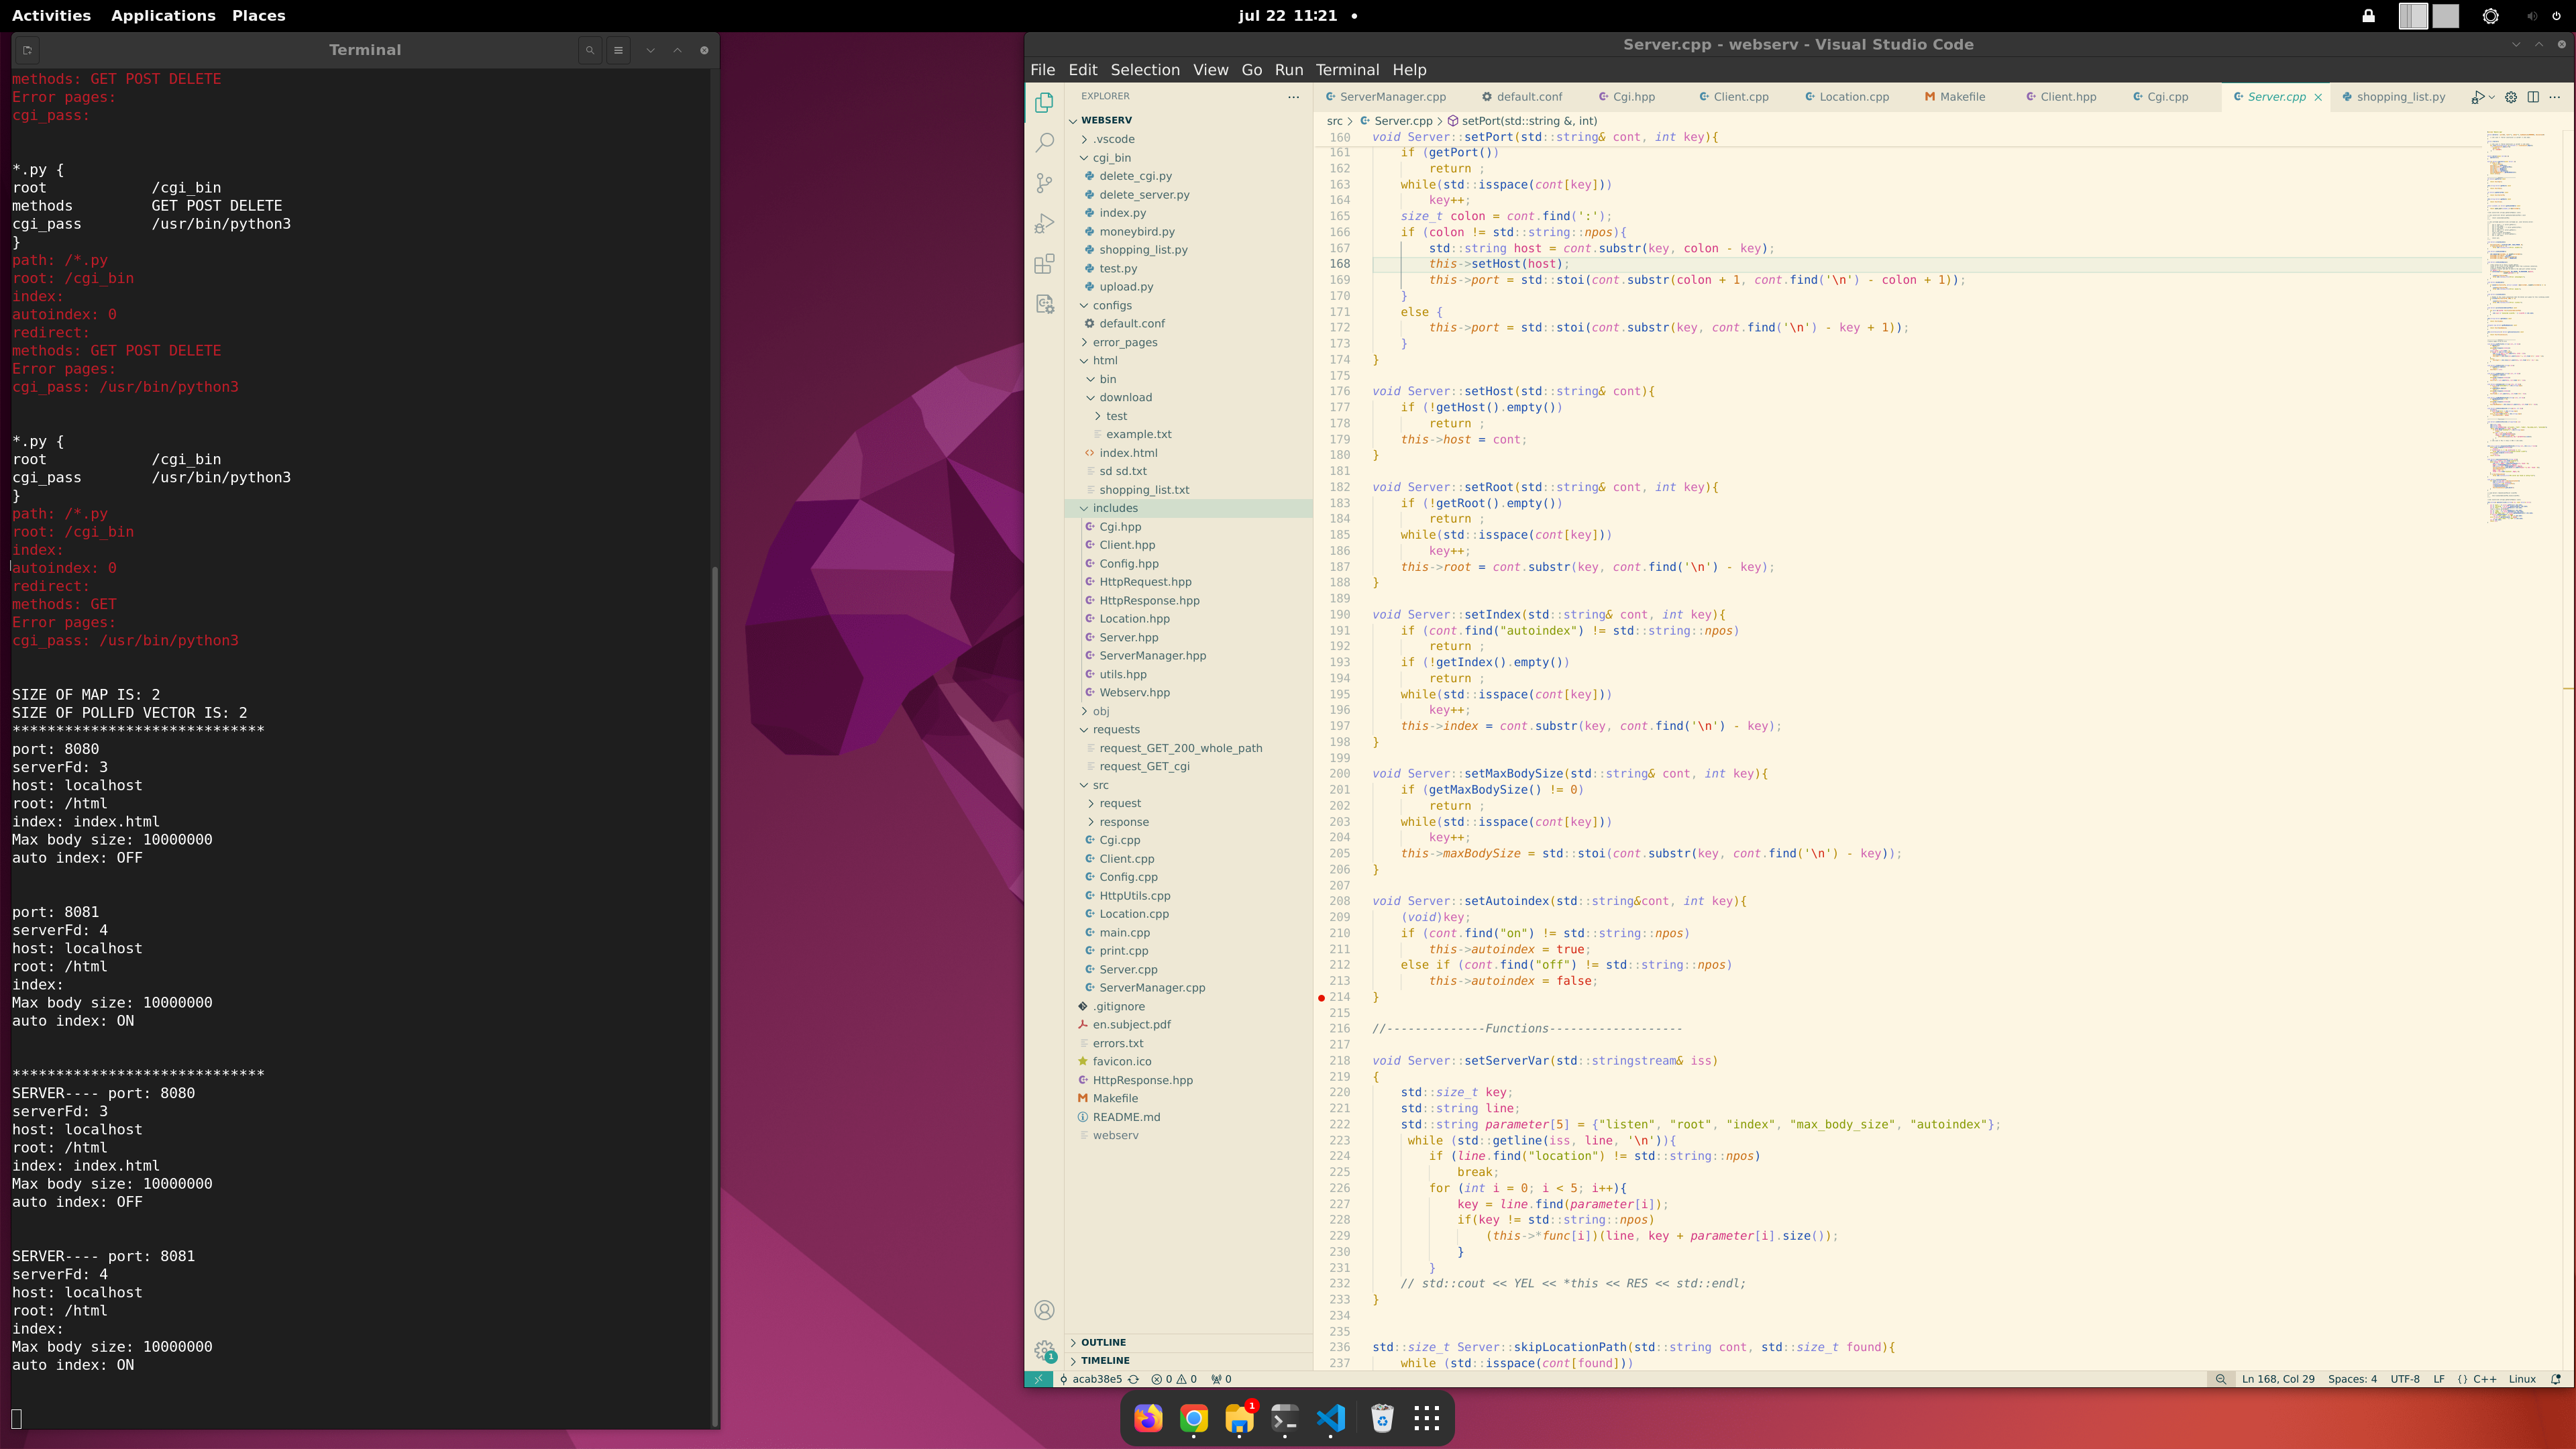 Activities Applications Places
jul 22 11:21
Terminal
methods: GET POST DELETE
Error pages:
cgi_pass:
*.py {
root /cgi_bin
methods GET POST DELETE
cgi_pass /usr/bin/python3
}
path: /*.py
root: /cgi_bin
index:
autoindex: 0
redirect:
methods: GET POST DELETE
Error pages:
cgi_pass: /usr/bin/python3
*.py {
root /cgi_bin
cgi_pass /usr/bin/python3
}
path: /*.py
root: /cgi_bin
index:
autoindex: 0
redirect:
methods: GET
Error pages:
cgi_pass: /usr/bin/python3
SIZE OF MAP IS: 2
SIZE OF POLLFD VECTOR IS: 2
*****************************
port: 8080
serverFd: 3
host: localhost
root: /html
index: index.html
Max body size: 10000000
auto index: OFF
port: 8081
serverFd: 4
host: localhost
root: /html
index:
Max body size: 10000000
auto index: ON
*****************************
SERVER---- port: 8080
serverFd: 3
host: localhost
root: /html
index: index.html
Max body size: 10000000
auto index: OFF
SERVER---- port: 8081
serverFd: 4
host: localhost
root: /html
index:
Max body size: 10000000
auto index: ON
Server.cpp - webserv - Visual Studio Code
File Edit Selection View Go Run Terminal Help
EXPLORER
WEBSERV
.vscode
cgi_bin
delete_cgi.py
delete_server.py
index.py
moneybird.py
shopping_list.py
test.py
upload.py
configs
default.conf
error_pages
html
bin
download
test
example.txt
index.html
sd sd.txt
shopping_list.txt
includes
Cgi.hpp
Client.hpp
Config.hpp
HttpRequest.hpp
HttpResponse.hpp
Location.hpp
Server.hpp
ServerManager.hpp
utils.hpp
Webserv.hpp
obj
requests
request_GET_200_whole_path
request_GET_cgi
src
request
response
Cgi.cpp
Client.cpp
Config.cpp
HttpUtils.cpp
Location.cpp
main.cpp
print.cpp
Server.cpp
ServerManager.cpp
.gitignore
en.subject.pdf
errors.txt
favicon.ico
HttpResponse.hpp
Makefile
README.md
webserv
OUTLINE
TIMELINE
ServerManager.cpp default.conf Cgi.hpp Client.cpp Location.cpp Makefile Client.hpp Cgi.cpp Server.cpp shopping_list.py
src > Server.cpp > setPort(std::string &, int)
160 void Server::setPort(std::string& cont, int key){
161 if (getPort())
162 return ;
163 while(std::isspace(cont[key]))
164 key++;
165 size_t colon = cont.find(':');
166 if (colon != std::string::npos){
167 std::string host = cont.substr(key, colon - key);
168 this->setHost(host);
169 this->port = std::stoi(cont.substr(colon + 1, cont.find('\n') - colon + 1));
170 }
171 else {
172 this->port = std::stoi(cont.substr(key, cont.find('\n') - key + 1));
173 }
174 }
175
176 void Server::setHost(std::string& cont){
177 if (!getHost().empty())
178 return ;
179 this->host = cont;
180 }
181
182 void Server::setRoot(std::string& cont, int key){
183 if (!getRoot().empty())
184 return ;
185 while(std::isspace(cont[key]))
186 key++;
187 this->root = cont.substr(key, cont.find('\n') - key);
188 }
189
190 void Server::setIndex(std::string& cont, int key){
191 if (cont.find("autoindex") != std::string::npos)
192 return ;
193 if (!getIndex().empty())
194 return ;
195 while(std::isspace(cont[key]))
196 key++;
197 this->index = cont.substr(key, cont.find('\n') - key);
198 }
199
200 void Server::setMaxBodySize(std::string& cont, int key){
201 if (getMaxBodySize() != 0)
202 return ;
203 while(std::isspace(cont[key]))
204 key++;
205 this->maxBodySize = std::stoi(cont.substr(key, cont.find('\n') - key));
206 }
207
208 void Server::setAutoindex(std::string&cont, int key){
209 (void)key;
210 if (cont.find("on") != std::string::npos)
211 this->autoindex = true;
212 else if (cont.find("off") != std::string::npos)
213 this->autoindex = false;
214 }
215
216 //--------------Functions-------------------
217
218 void Server::setServerVar(std::stringstream& iss)
219 {
220 std::size_t key;
221 std::string line;
222 std::string parameter[5] = {"listen", "root", "index", "max_body_size", "autoindex"};
223 while (std::getline(iss, line, '\n')){
224 if (line.find("location") != std::string::npos)
225 break;
226 for (int i = 0; i < 5; i++){
227 key = line.find(parameter[i]);
228 if(key != std::string::npos)
229 (this->*func[i])(line, key + parameter[i].size());
230 }
231 }
232 // std::cout << YEL << *this << RES << std::endl;
233 }
234
235
236 std::size_t Server::skipLocationPath(std::string cont, std::size_t found){
237 while (std::isspace(cont[found]))
1
acab38e5 0 0 0
Ln 168, Col 29 Spaces: 4 UTF-8 LF {} C++ Linux
1